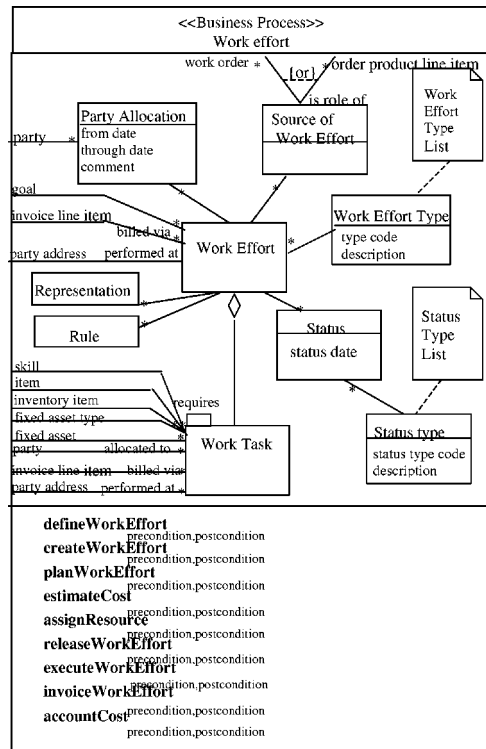 <<Business Process>>
Work effort
work order *
{or}
* order product line item
is role of
Party Allocation
from date
through date
comment
party *
*
Source of
Work Effort
*
Work
Effort
Type
List
goal
*
invoice line item
billed via *
party address
performed at *
Work Effort
*
Work Effort Type
type code
description
Representation
*
Rule
*
*
Status
status date
*
Status
Type
List
skill
item
inventory item
fixed asset type
fixed asset
requires
*
*
party
allocated to *
invoice line item
billed via *
party address
performed at *
Work Task
Status type
status type code
description
defineWorkEffort
precondition,postcondition
createWorkEffort
precondition,postcondition
planWorkEffort
precondition,postcondition
estimateCost
precondition,postcondition
assignResource
precondition,postcondition
releaseWorkEffort
precondition,postcondition
executeWorkEffort
precondition,postcondition
invoiceWorkEffort
precondition,postcondition
accountCost
precondition,postcondition